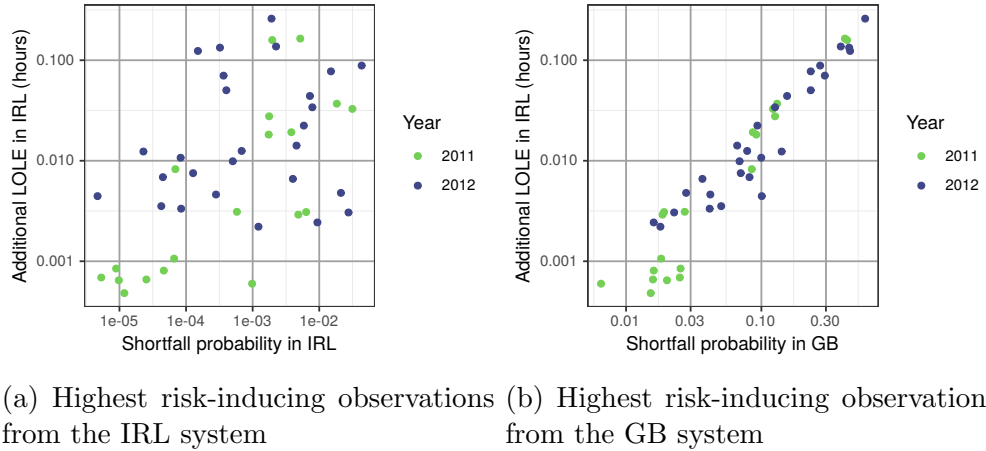 Additional LOLE in IRL (hours)
0.100
0.010
0.001
1e-05 1e-04 1e-03 1e-02
Shortfall probability in IRL
Year
2011
2012
Additional LOLE in IRL (hours)
0.100
0.010
0.001
0.01 0.03 0.10 0.30
Shortfall probability in GB
Year
2011
2012
(a) Highest risk-inducing observations
from the IRL system
(b) Highest risk-inducing observation
from the GB system